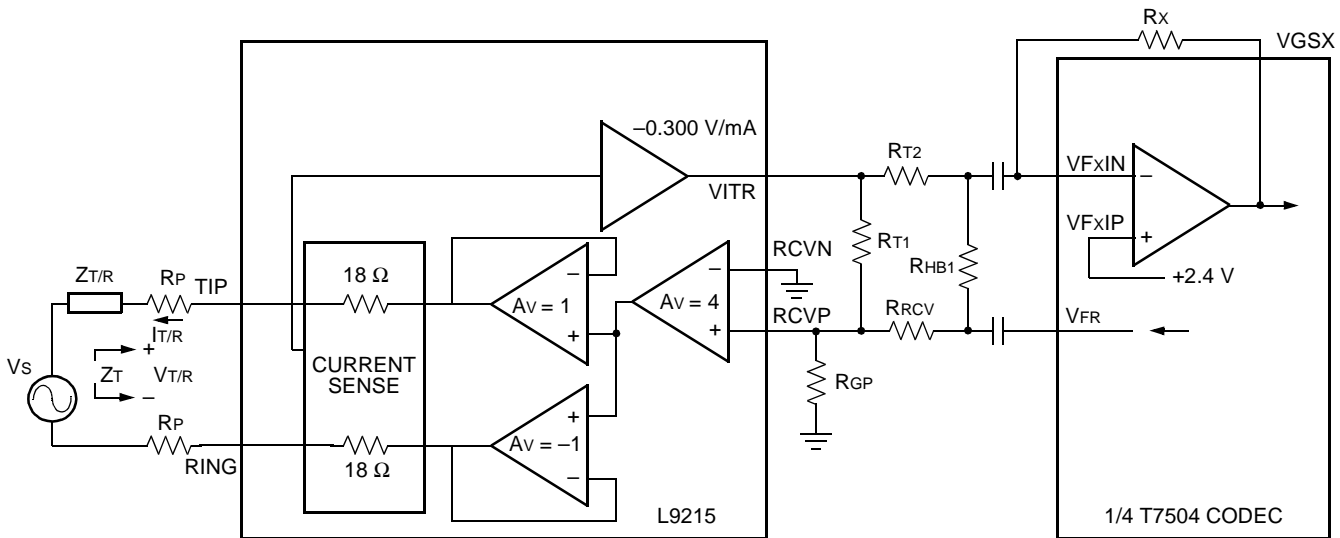 RX
VGSX
–0.300 V/mA
RT2
VFXIN
–
VITR
VFXIP
+
+2.4 V
RT1
RHB1
RCVN
18 Ω
–
–
ZT/R
RP
TIP
AV = 1
AV = 4
RRCV
+
+
RCVP
VFR
IT/R
+
VS
ZT
VT/R
–
CURRENT
SENSE
RGP
+
RP
AV = –1
RING
18 Ω
–
L9215
1/4 T7504 CODEC